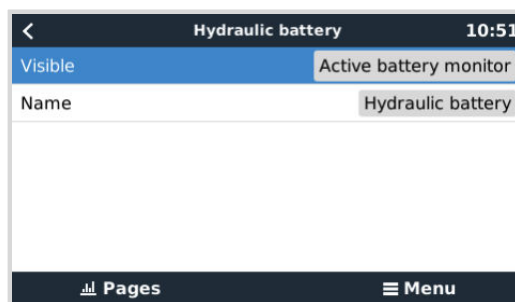 Hydraulic battery 10:51
Visible Active battery monitor
Name Hydraulic battery
Pages Menu